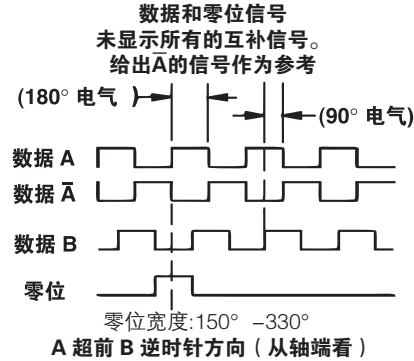 数据和零位信号
未显示所有的互补信号。
给出A̅的信号作为参考
(180° 电气 )
(90° 电气)
数据 A
数据 A̅
数据 B
零位
零位宽度:150° –330°
A 超前 B 逆时针方向 ( 从轴端看 )